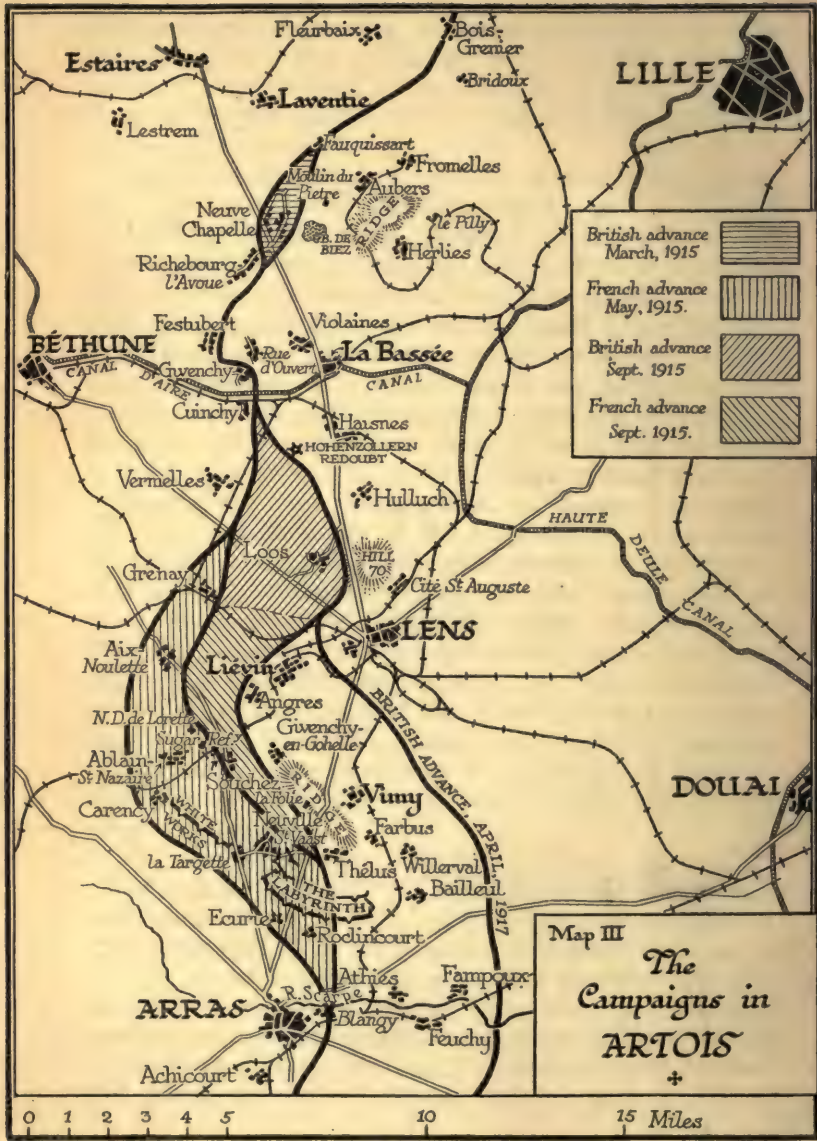 Fleurbaix
Bois-
Grenier
Estaires
LILLE
Bridoux
Laventie
Lestrem
Fauquissart
Fromelles
Moulin du
Pietre
Aubers
Neuve
Chapelle
RIDGE
le Pilly
GB. DE
BIEZ
Herlies
Richebourg
l'Avoue
British advance
March, 1915
French advance
May, 1915.
British advance
Sept. 1915
French advance
Sept. 1915.
Festubert
Violaines
BÉTHUNE
Rue
d'Ouvert
La Bassée
CANAL
D'AIRE
Givenchy
CANAL
Cuinchy
Haisnes
HOHENZOLLERN
REDOUBT
Vermelles
Hulluch
HAUTE
DEULE
CANAL
Loos
HILL
70
Grenay
Cité St Auguste
LENS
Aix-
Noulette
Liévin
Angres
N.D. de Lorette
Sugar Ref.
Givenchy-
en-Gohelle
BRITISH ADVANCE, APRIL, 1917
Ablain-
St Nazaire
Souchez
la Folie
RIDGE
Vimy
DOUAI
Carency
WHITE
WORKS
Neuville
St Vaast
Farbus
la Targette
Thélus
Willerval
THE
LABYRINTH
Bailleul
Ecurie
Roclincourt
Map III
The
Campaigns in
ARTOIS
Athies
Fampoux
R. Scarpe
ARRAS
Blangy
Feuchy
Achicourt
0 1 2 3 4 5 10 15 Miles